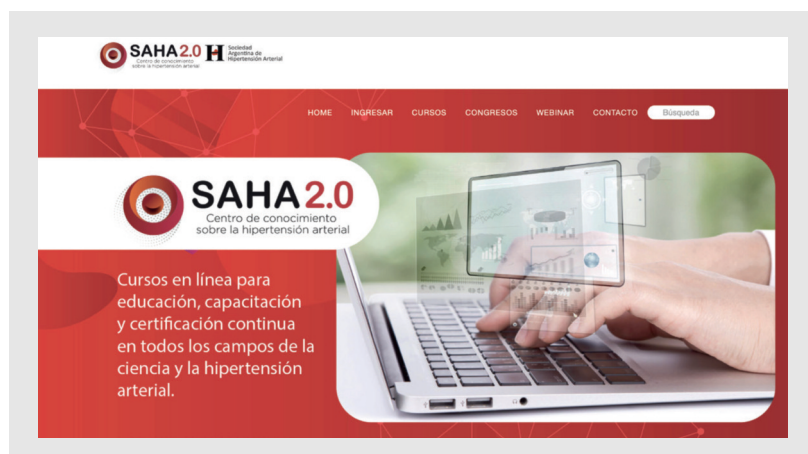 SAHA 2.0
Centro de conocimiento
sobre la hipertensión arterial
H
Sociedad
Argentina de
Hipertensión Arterial
HOME INGRESAR CURSOS CONGRESOS WEBINAR CONTACTO Búsqueda
SAHA 2.0
Centro de conocimiento
sobre la hipertensión arterial
Cursos en línea para
educación, capacitación
y certificación continua
en todos los campos de la
ciencia y la hipertensión
arterial.